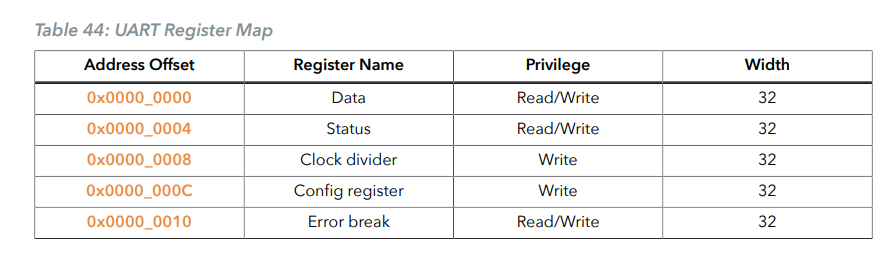 Table 44: UART Register Map
Address Offset Register Name Privilege Width
0x0000_0000 Data Read/Write 32
0x0000_0004 Status Read/Write 32
0x0000_0008 Clock divider Write 32
0x0000_000C Config register Write 32
0x0000_0010 Error break Read/Write 32